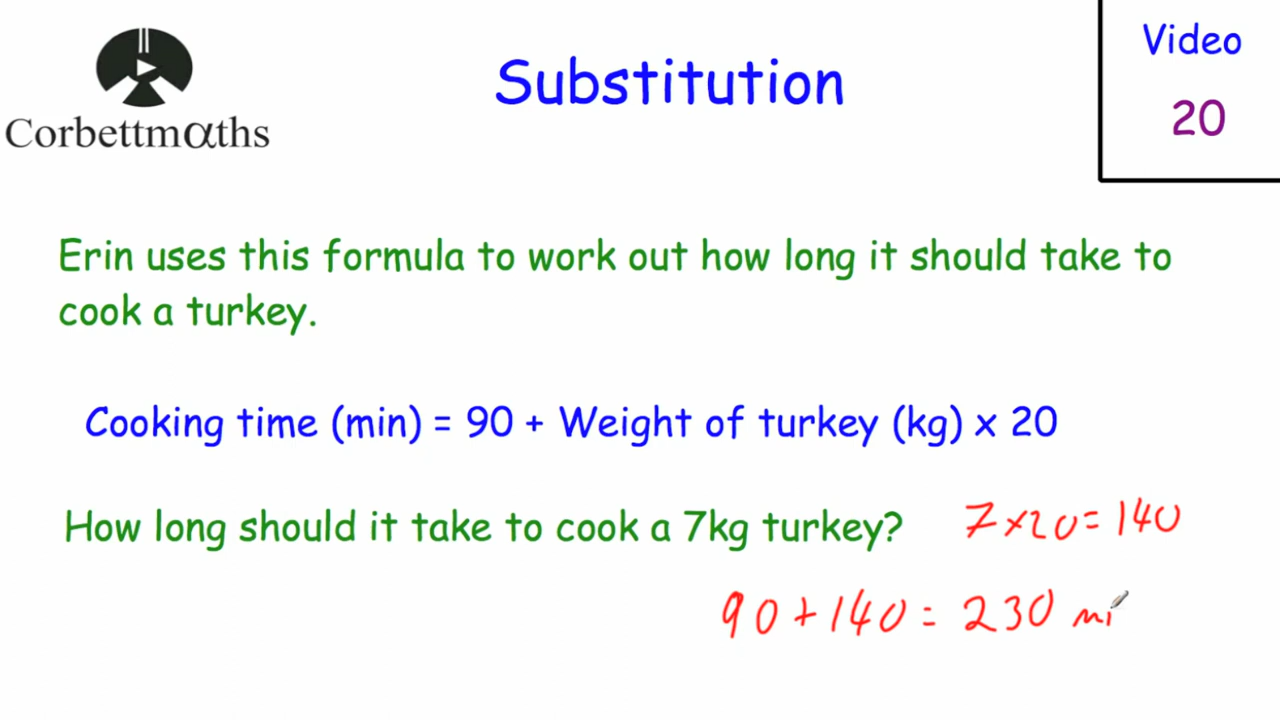 Corbettmαths
Substitution
Video
20
Erin uses this formula to work out how long it should take to
cook a turkey.
Cooking time (min) = 90 + Weight of turkey (kg) x 20
How long should it take to cook a 7kg turkey?
7 x 20 = 140
90 + 140 = 230 mi